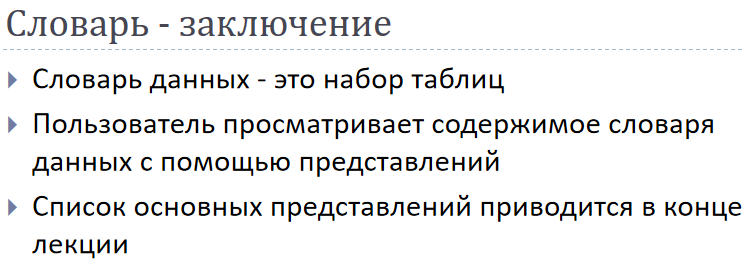 Словарь - заключение
Словарь данных - это набор таблиц
Пользователь просматривает содержимое словаря
данных с помощью представлений
Список основных представлений приводится в конце
лекции